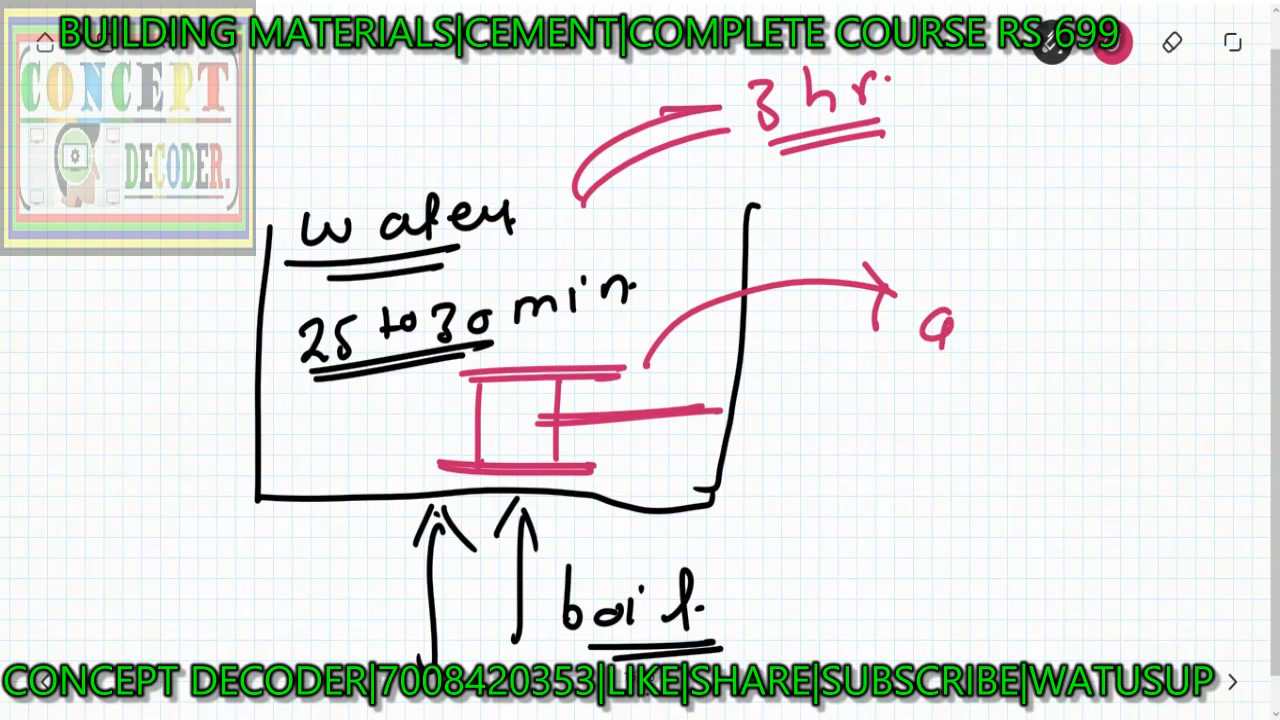 BUILDING MATERIALS|CEMENT|COMPLETE COURSE RS 699
CONCEPT
DECODER.
3 hr.
Water
25 to 30 min
boil.
CONCEPT DECODER|7008420353|LIKE|SHARE|SUBSCRIBE|WATUSUP